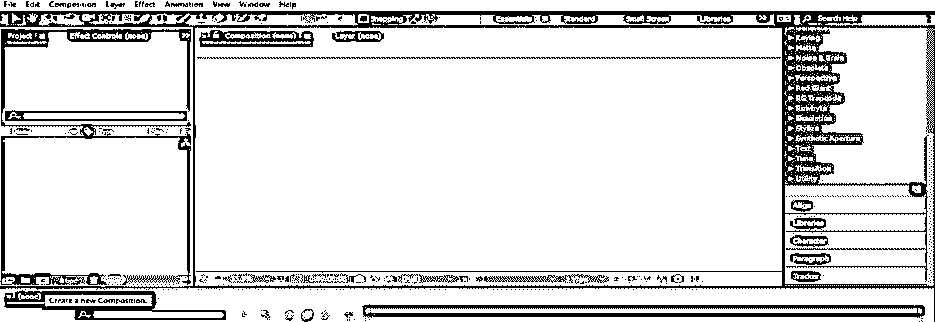 File Edit Composition Layer Effect Animation View Window Help
Snapping Essentials Standard Small Screen Libraries Search Help
Project Effect Controls (none) Composition (none) Layer (none)
Noise & Grain
Obsolete
Perspective
Red Giant
RG Trapcode
Rowbyte
Simulation
Stylize
Synthetic Aperture
Text
Time
Transition
Utility
Align
Libraries
Character
Paragraph
Tracker
(none)
Create a new Composition.